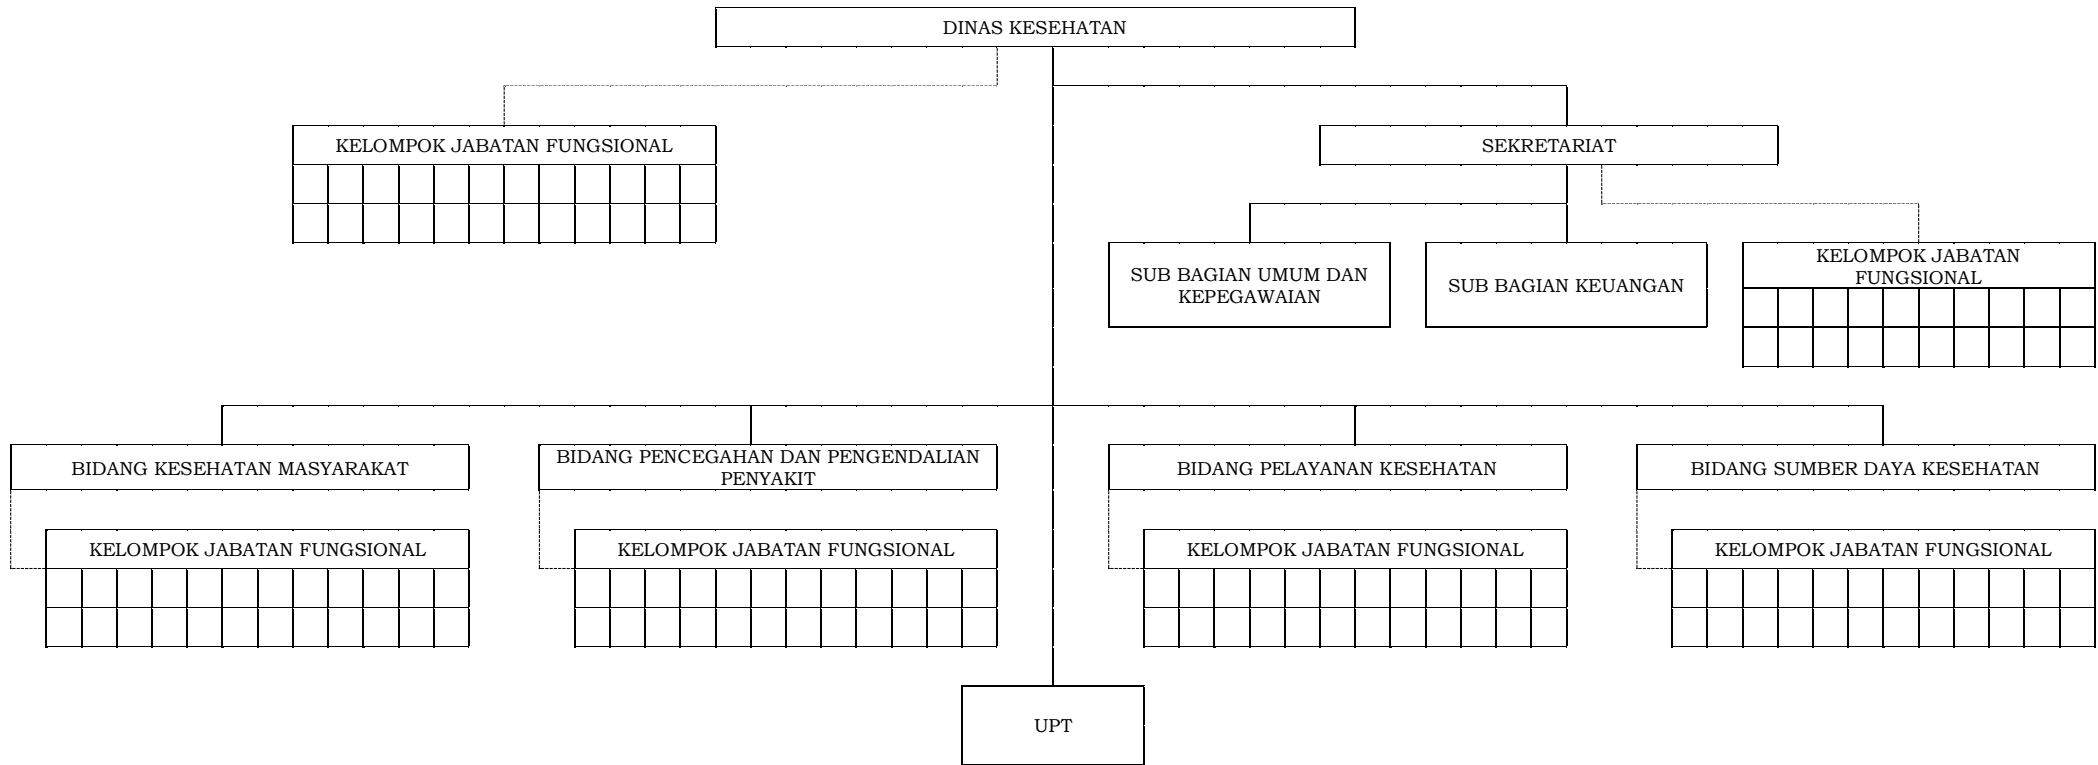 DINAS KESEHATAN
KELOMPOK JABATAN FUNGSIONAL
SEKRETARIAT
SUB BAGIAN UMUM DAN
KEPEGAWAIAN
SUB BAGIAN KEUANGAN
KELOMPOK JABATAN
FUNGSIONAL
BIDANG KESEHATAN MASYARAKAT
BIDANG PENCEGAHAN DAN PENGENDALIAN
PENYAKIT
BIDANG PELAYANAN KESEHATAN
BIDANG SUMBER DAYA KESEHATAN
KELOMPOK JABATAN FUNGSIONAL
KELOMPOK JABATAN FUNGSIONAL
KELOMPOK JABATAN FUNGSIONAL
KELOMPOK JABATAN FUNGSIONAL
UPT